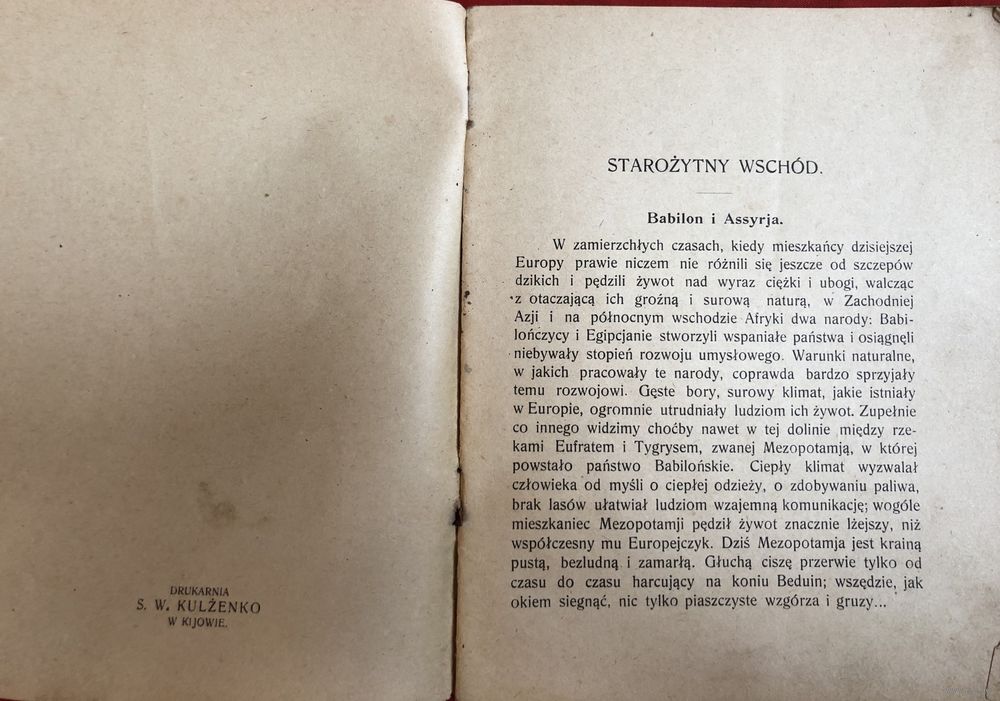 DRUKARNIA
S. W. KULŻENKO
W KIJOWIE.
STAROŻYTNY WSCHÓD.
Babilon i Assyrja.
W zamierzchłych czasach, kiedy mieszkańcy dzisiejszej
Europy prawie niczem nie różnili się jeszcze od szczepów
dzikich i pędzili żywot nad wyraz ciężki i ubogi, walcząc
z otaczającą ich groźną i surową naturą, w Zachodniej
Azji i na północnym wschodzie Afryki dwa narody: Babi-
lończycy i Egipcjanie stworzyli wspaniałe państwa i osiągnęli
niebywały stopień rozwoju umysłowego. Warunki naturalne,
w jakich pracowały te narody, coprawda bardzo sprzyjały
temu rozwojowi. Gęste bory, surowy klimat, jakie istniały
w Europie, ogromnie utrudniały ludziom ich żywot. Zupełnie
co innego widzimy choćby nawet w tej dolinie między rze-
kami Eufratem i Tygrysem, zwanej Mezopotamją, w której
powstało państwo Babilońskie. Ciepły klimat wyzwalał
człowieka od myśli o ciepłej odzieży, o zdobywaniu paliwa,
brak lasów ułatwiał ludziom wzajemną komunikację; wogóle
mieszkaniec Mezopotamji pędził żywot znacznie lżejszy, niż
współczesny mu Europejczyk. Dziś Mezopotamja jest krainą
pustą, bezludną i zamarłą. Głuchą ciszę przerwie tylko od
czasu do czasu harcujący na koniu Beduin; wszędzie, jak
okiem siegnąć, nic tylko piaszczyste wzgórza i gruzy...